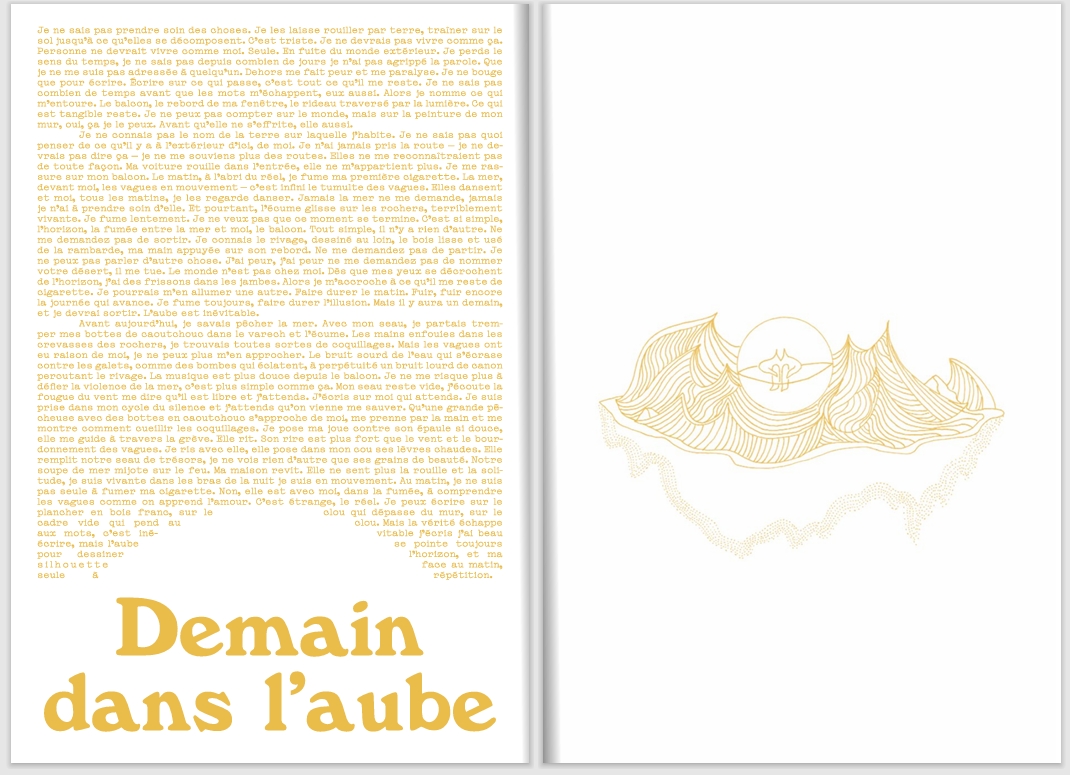 Je ne sais pas prendre soin des choses. Je les laisse rouiller par terre, traîner sur le
sol jusqu'à ce qu'elles se décomposent. C'est triste. Je ne devrais pas vivre comme ça.
Personne ne devrait vivre comme moi. Seule. En fuite du monde extérieur. Je perds le
sens du temps, je ne sais pas depuis combien de jours je n'ai pas agrippé la parole. Que
je ne me suis pas adressée à quelqu'un. Dehors me fait peur et me paralyse. Je ne bouge
que pour écrire. Écrire sur ce qui passe, c'est tout ce qu'il me reste. Je ne sais pas
combien de temps avant que les mots m'échappent, eux aussi. Alors je nomme ce qui
m'entoure. Le balcon, le rebord de ma fenêtre, le rideau traversé par la lumière. Ce qui
est tangible reste. Je ne peux pas compter sur le monde, mais sur la peinture de mon
mur, oui, ça je le peux. Avant qu'elle ne s'effrite, elle aussi.
Je ne connais pas le nom de la terre sur laquelle j'habite. Je ne sais pas quoi
penser de ce qu'il y a à l'extérieur d'ici, de moi. Je n'ai jamais pris la route — je ne de-
vrais pas dire ça — je ne me souviens plus des routes. Elles ne me reconnaîtraient pas
de toute façon. Ma voiture rouille dans l'entrée, elle ne m'appartient plus. Je me ras-
sure sur mon balcon. Le matin, à l'abri du réel, je fume ma première cigarette. La mer,
devant moi, les vagues en mouvement — c'est infini le tumulte des vagues. Elles dansent
et moi, tous les matins, je les regarde danser. Jamais la mer ne me demande, jamais
je n'ai à prendre soin d'elle. Et pourtant, l'écume glisse sur les rochers, terriblement
vivante. Je fume lentement. Je ne veux pas que ce moment se termine. C'est si simple,
l'horizon, la fumée entre la mer et moi, le balcon. Tout simple, il n'y a rien d'autre. Ne
me demandez pas de sortir. Je connais le rivage, dessiné au loin, le bois lisse et usé
de la rambarde, ma main appuyée sur son rebord. Ne me demandez pas de partir. Je
ne peux pas parler d'autre chose. J'ai peur, j'ai peur ne me demandez pas de nommer
votre désert, il me tue. Le monde n'est pas chez moi. Dès que mes yeux se décrochent
de l'horizon, j'ai des frissons dans les jambes. Alors je m'accroche à ce qu'il me reste de
cigarette. Je pourrais m'en allumer une autre. Faire durer le matin. Fuir, fuir encore
la journée qui avance. Je fume toujours, faire durer l'illusion. Mais il y aura un demain,
et je devrai sortir. L'aube est inévitable.
Avant aujourd'hui, je savais pêcher la mer. Avec mon seau, je partais trem-
per mes bottes de caoutchouc dans le varech et l'écume. Les mains enfouies dans les
crevasses des rochers, je trouvais toutes sortes de coquillages. Mais les vagues ont
eu raison de moi, je ne peux plus m'en approcher. Le bruit sourd de l'eau qui s'écrase
contre les galets, comme des bombes qui éclatent, à perpétuité un bruit lourd de canon
percutant le rivage. La musique est plus douce depuis le balcon. Je ne me risque plus à
défier la violence de la mer, c'est plus simple comme ça. Mon seau reste vide, j'écoute la
fougue du vent me dire qu'il est libre et j'attends. J'écris sur moi qui attends. Je suis
prise dans mon cycle du silence et j'attends qu'on vienne me sauver. Qu'une grande pê-
cheuse avec des bottes en caoutchouc s'approche de moi, me prenne par la main et me
montre comment cueillir les coquillages. Je pose ma joue contre son épaule si douce,
elle me guide à travers la grève. Elle rit. Son rire est plus fort que le vent et le bour-
donnement des vagues. Je ris avec elle, elle pose dans mon cou ses lèvres chaudes. Elle
remplit notre seau de trésors, je ne vois rien d'autre que ses grains de beauté. Notre
soupe de mer mijote sur le feu. Ma maison revit. Elle ne sent plus la rouille et la soli-
tude, je suis vivante dans les bras de la nuit je suis en mouvement. Au matin, je ne suis
pas seule à fumer ma cigarette. Non, elle est avec moi, dans la fumée, à comprendre
les vagues comme on apprend l'amour. C'est étrange, le réel. Je peux écrire sur le
plancher en bois franc, sur le clou qui dépasse du mur, sur le
cadre vide qui pend au clou. Mais la vérité échappe
aux mots, c'est iné- vitable j'écris j'ai beau
écrire, mais l'aube se pointe toujours
pour dessiner l'horizon, et ma
silhouette face au matin,
seule à répétition.
Demain
dans l'aube